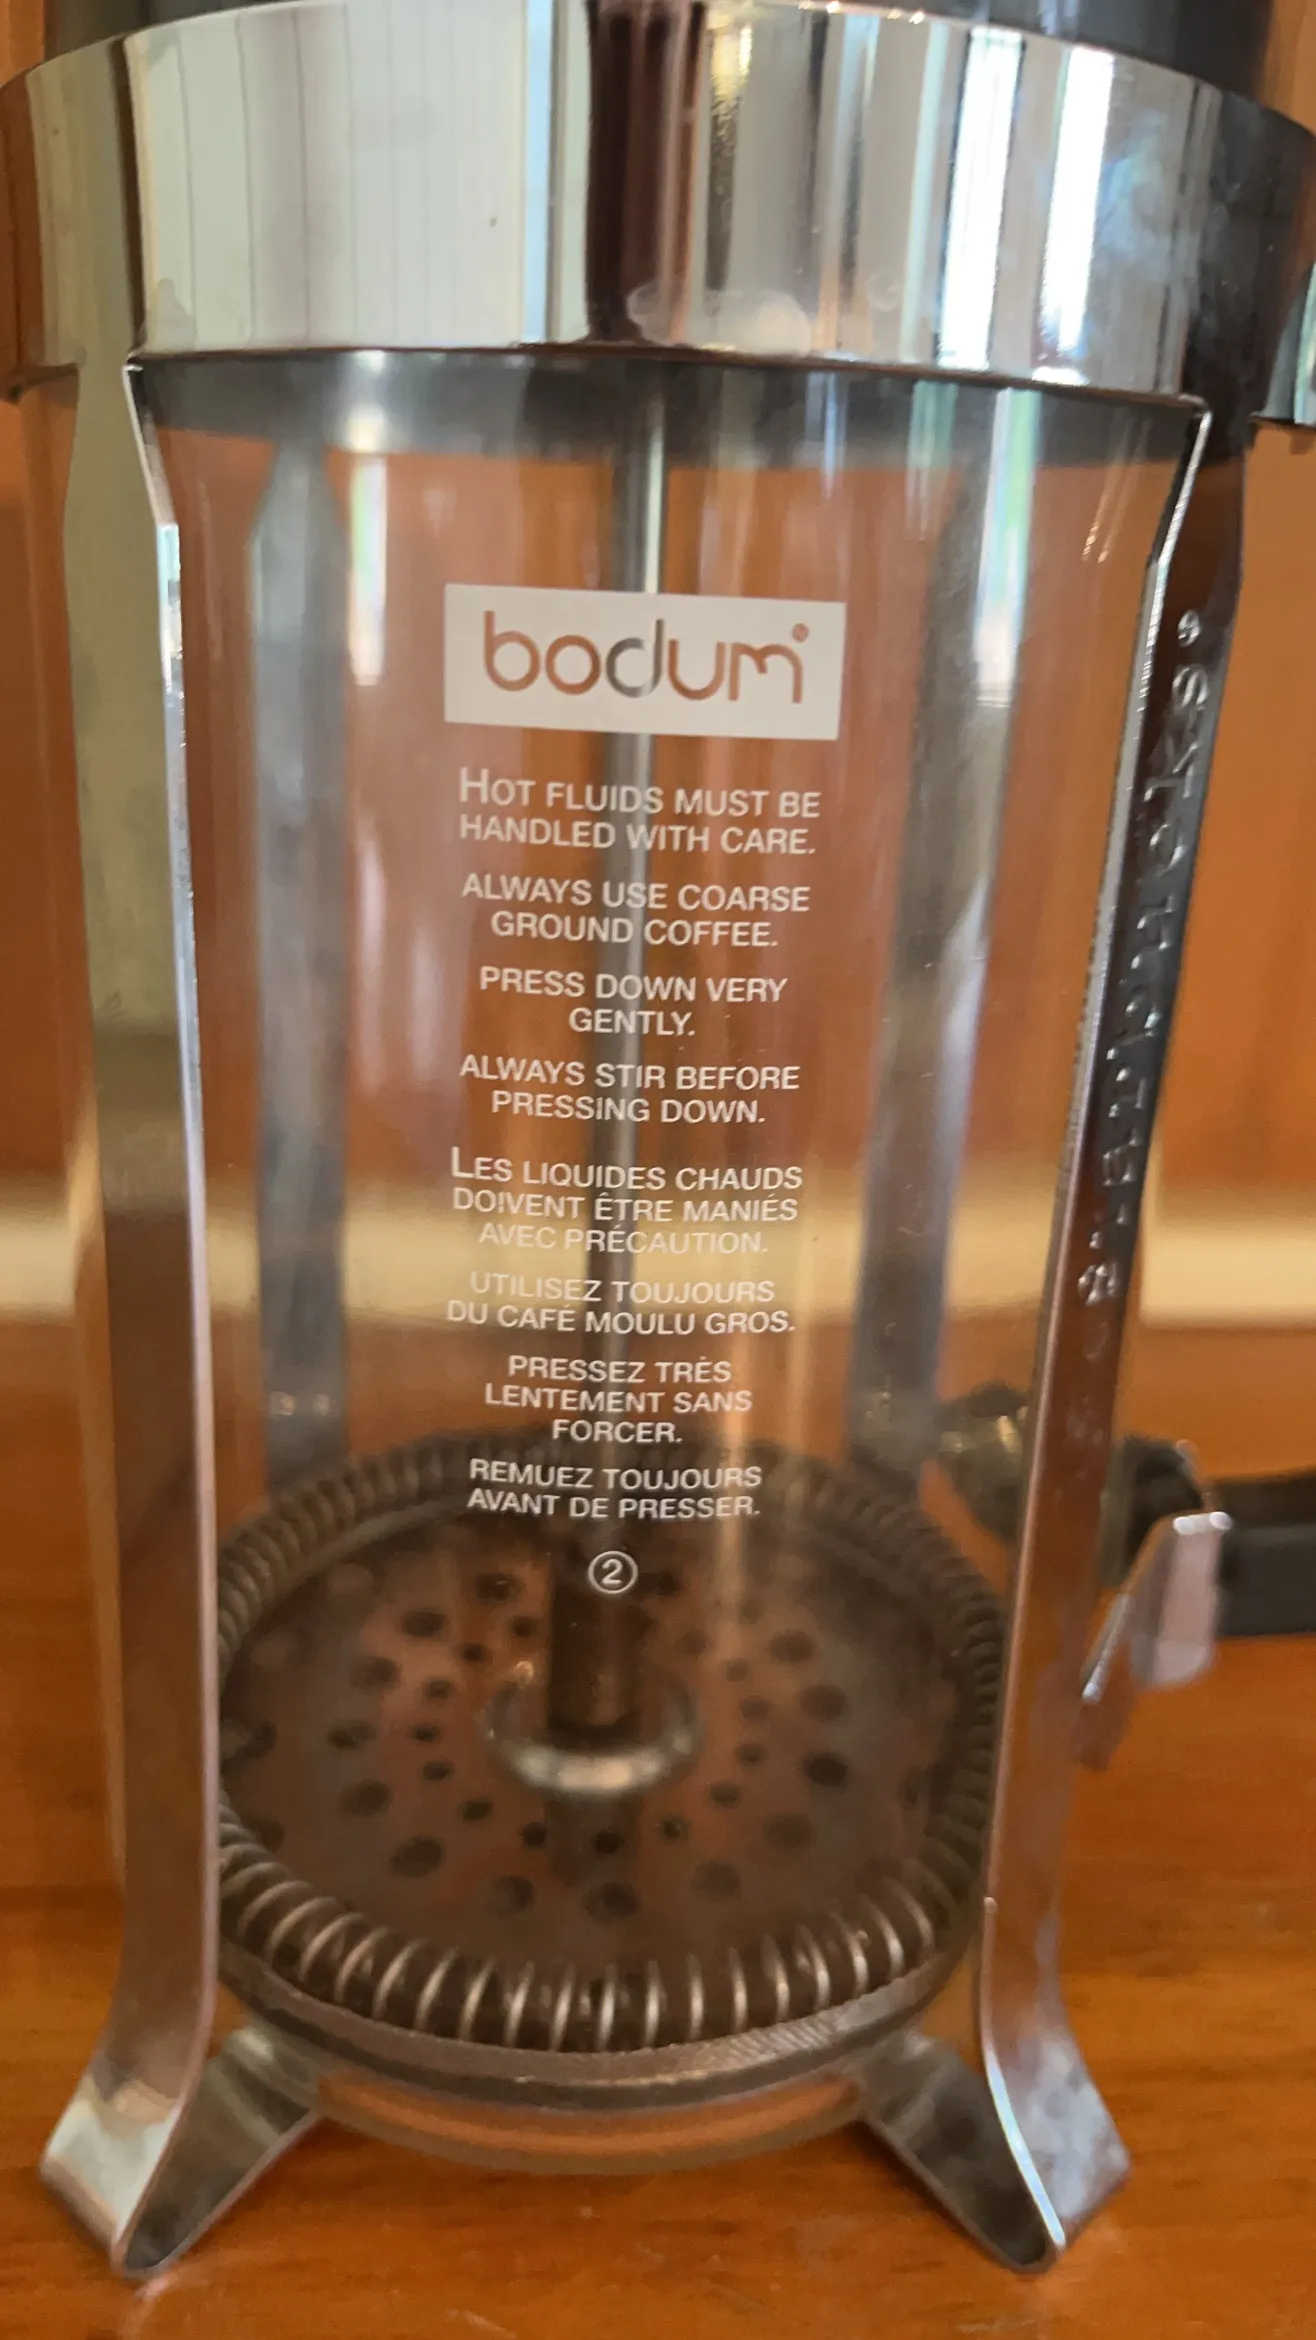 bodum®
HOT FLUIDS MUST BE
HANDLED WITH CARE.
ALWAYS USE COARSE
GROUND COFFEE.
PRESS DOWN VERY
GENTLY.
ALWAYS STIR BEFORE
PRESSING DOWN.
LES LIQUIDES CHAUDS
DOIVENT ÊTRE MANIÉS
AVEC PRÉCAUTION.
UTILISEZ TOUJOURS
DU CAFÉ MOULU GROS.
PRESSEZ TRÈS
LENTEMENT SANS
FORCER.
REMUEZ TOUJOURS
AVANT DE PRESSER.
②